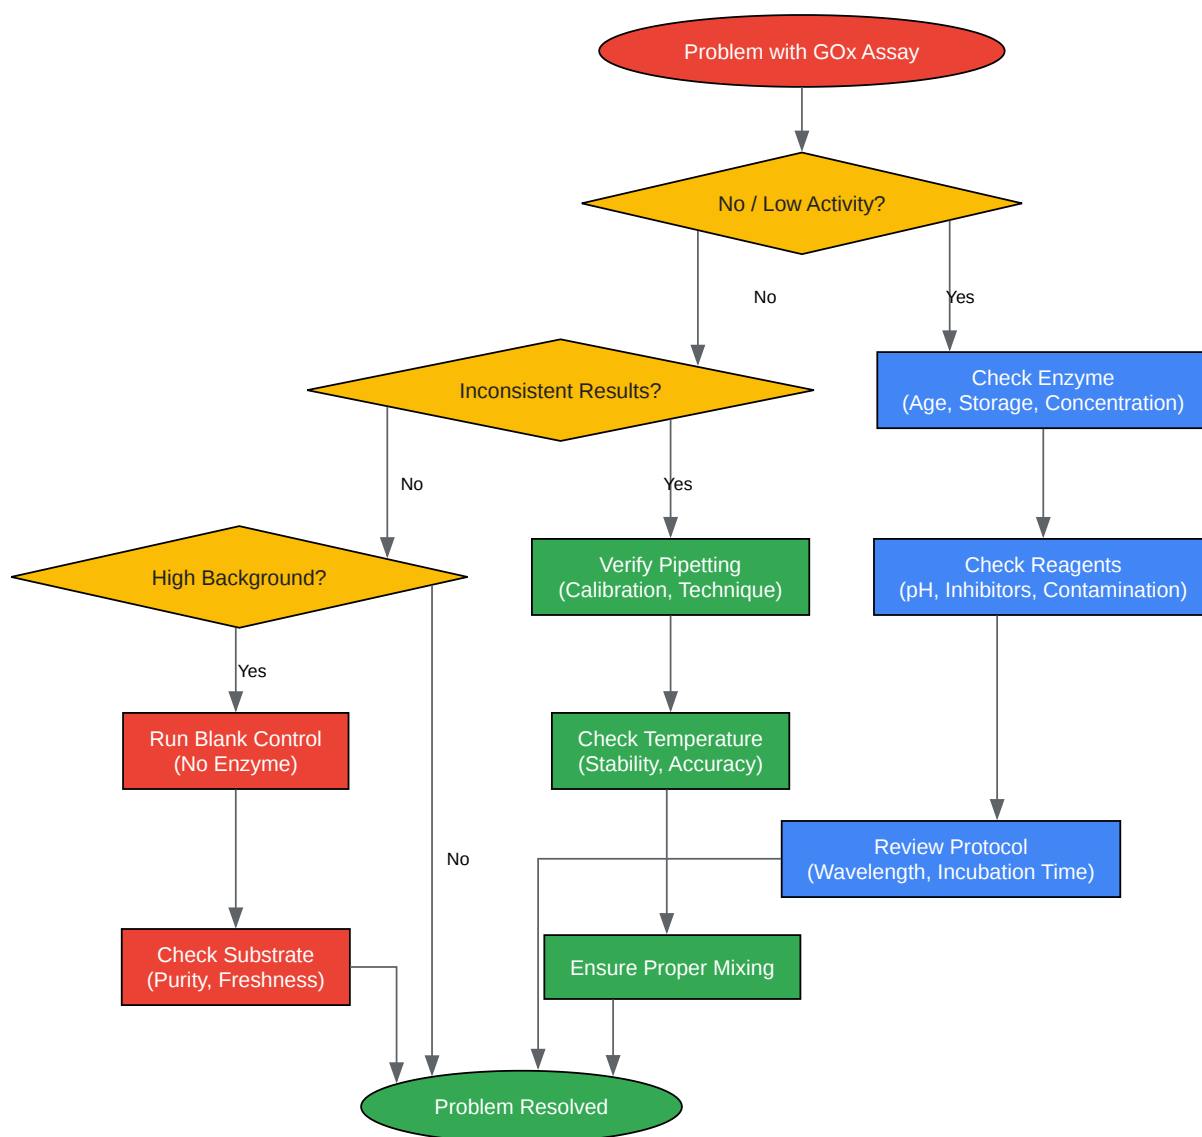 Problem with GOx Assay
No / Low Activity?
No
Yes
Inconsistent Results?
Check Enzyme
(Age, Storage, Concentration)
No
Yes
High Background?
Verify Pipetting
(Calibration, Technique)
Check Reagents
(pH, Inhibitors, Contamination)
Yes
Run Blank Control
(No Enzyme)
Check Temperature
(Stability, Accuracy)
No
Review Protocol
(Wavelength, Incubation Time)
Check Substrate
(Purity, Freshness)
Ensure Proper Mixing
Problem Resolved